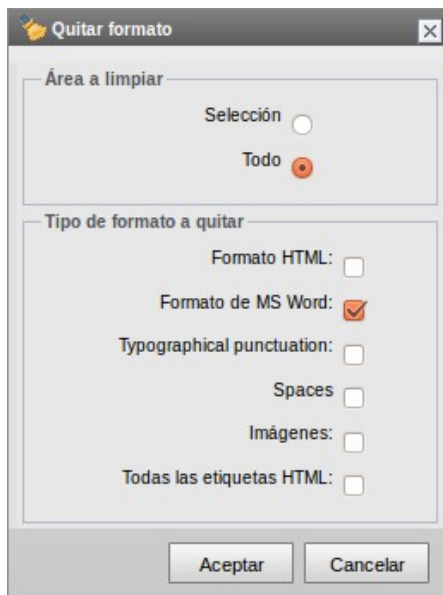 Quitar formato
Área a limpiar
Selección
Todo
Tipo de formato a quitar
Formato HTML:
Formato de MS Word:
Typographical punctuation:
Spaces
Imágenes:
Todas las etiquetas HTML:
Aceptar Cancelar